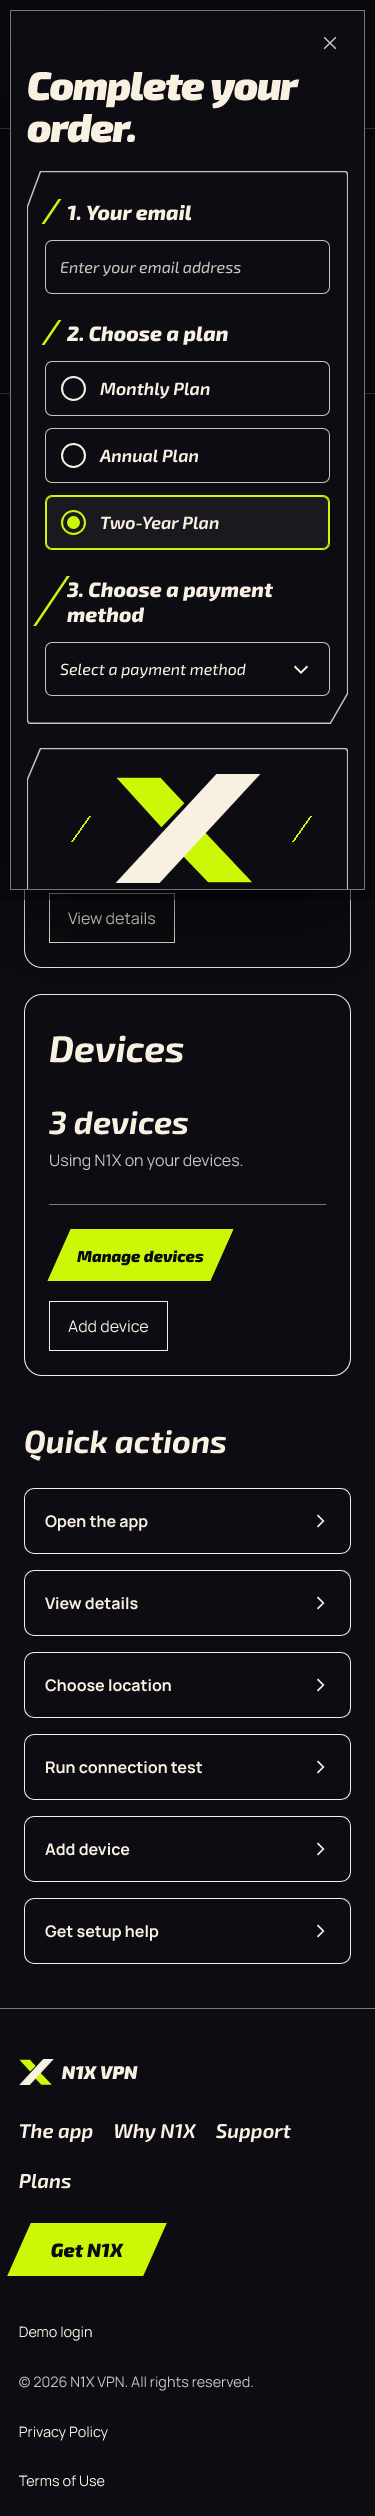 Complete your
order.
1. Your email
Enter your email address
2. Choose a plan
Monthly Plan
Annual Plan
Two-Year Plan
3. Choose a payment
method
Select a payment method
View details
Devices
3 devices
Using N1X on your devices.
Manage devices
Add device
Quick actions
Open the app
View details
Choose location
Run connection test
Add device
Get setup help
N1X VPN
The app Why N1X Support
Plans
Get N1X
Demo login
© 2026 N1X VPN. All rights reserved.
Privacy Policy
Terms of Use